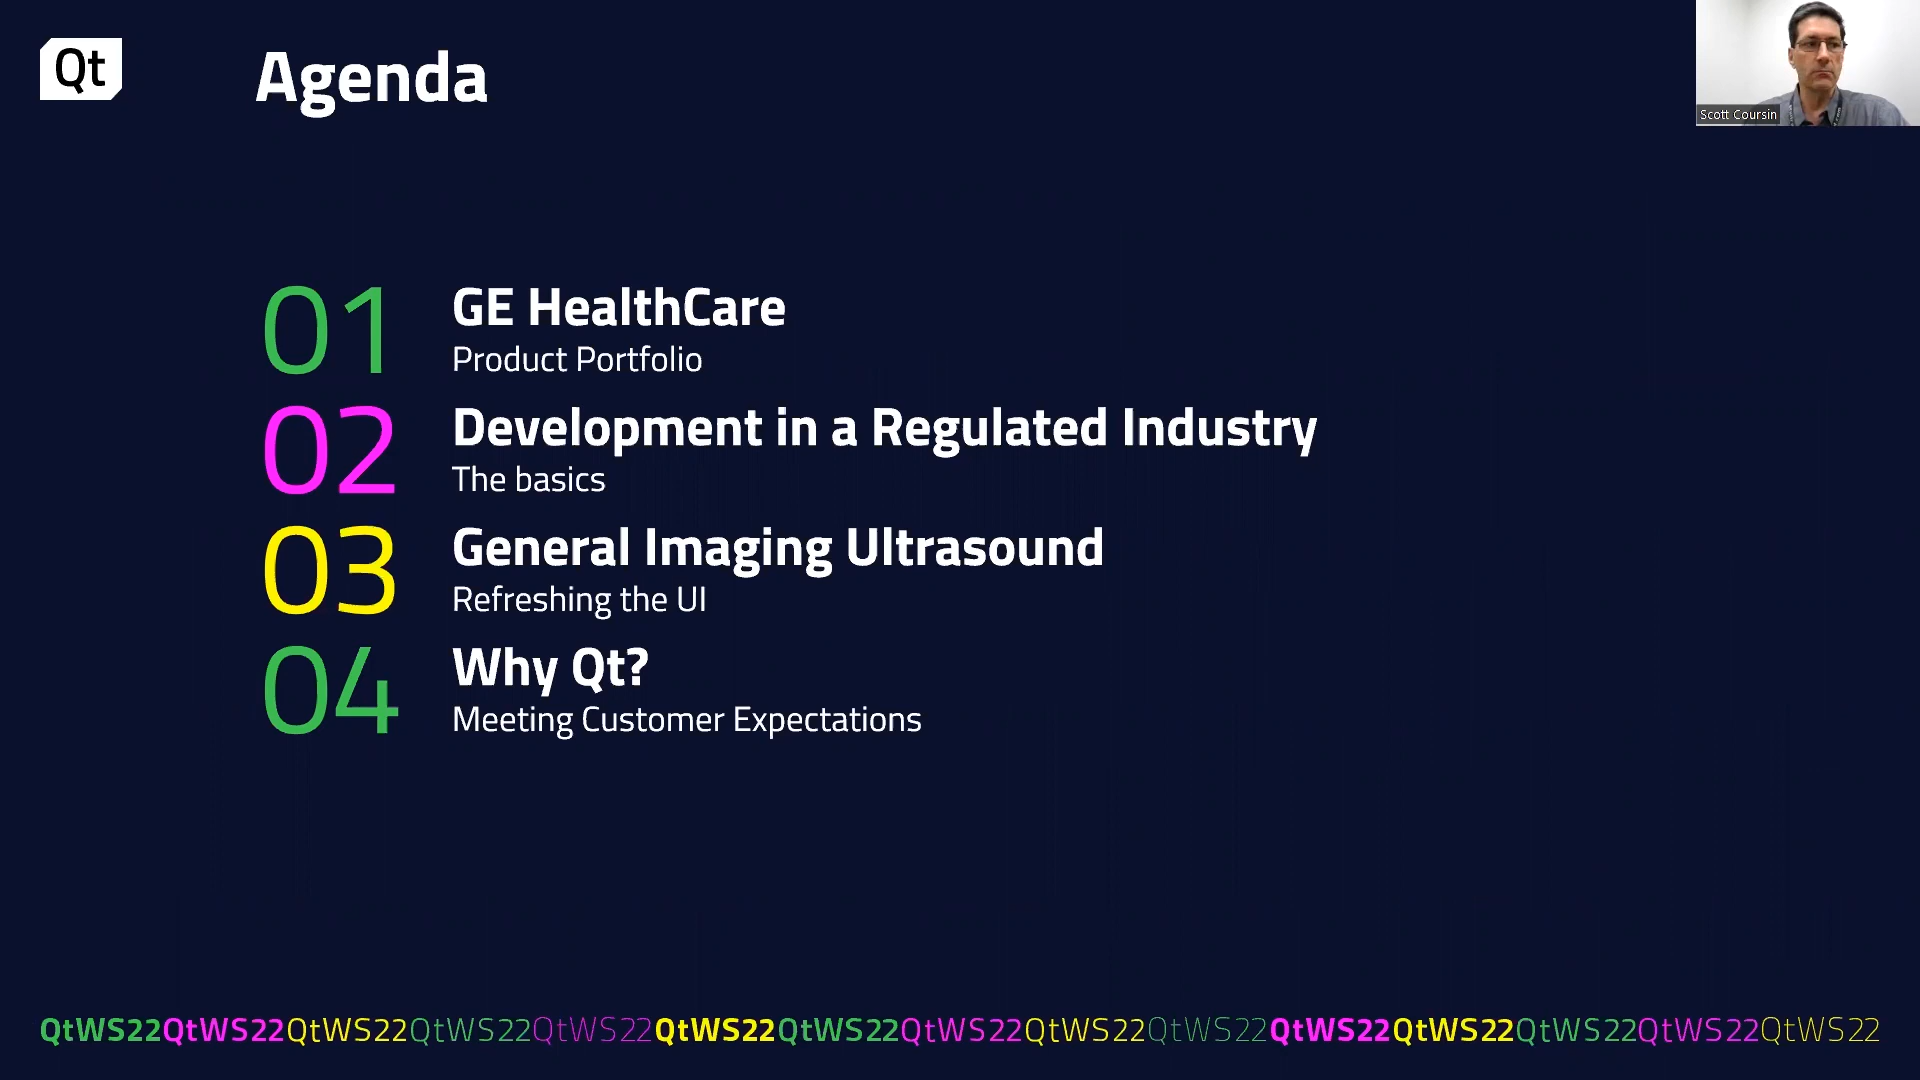 Qt
Agenda
Scott Coursin
01
GE HealthCare
Product Portfolio
02
Development in a Regulated Industry
The basics
03
General Imaging Ultrasound
Refreshing the UI
04
Why Qt?
Meeting Customer Expectations
QtWS22QtWS22QtWS22QtWS22QtWS22QtWS22QtWS22QtWS22QtWS22QtWS22QtWS22QtWS22QtWS22QtWS22QtWS22